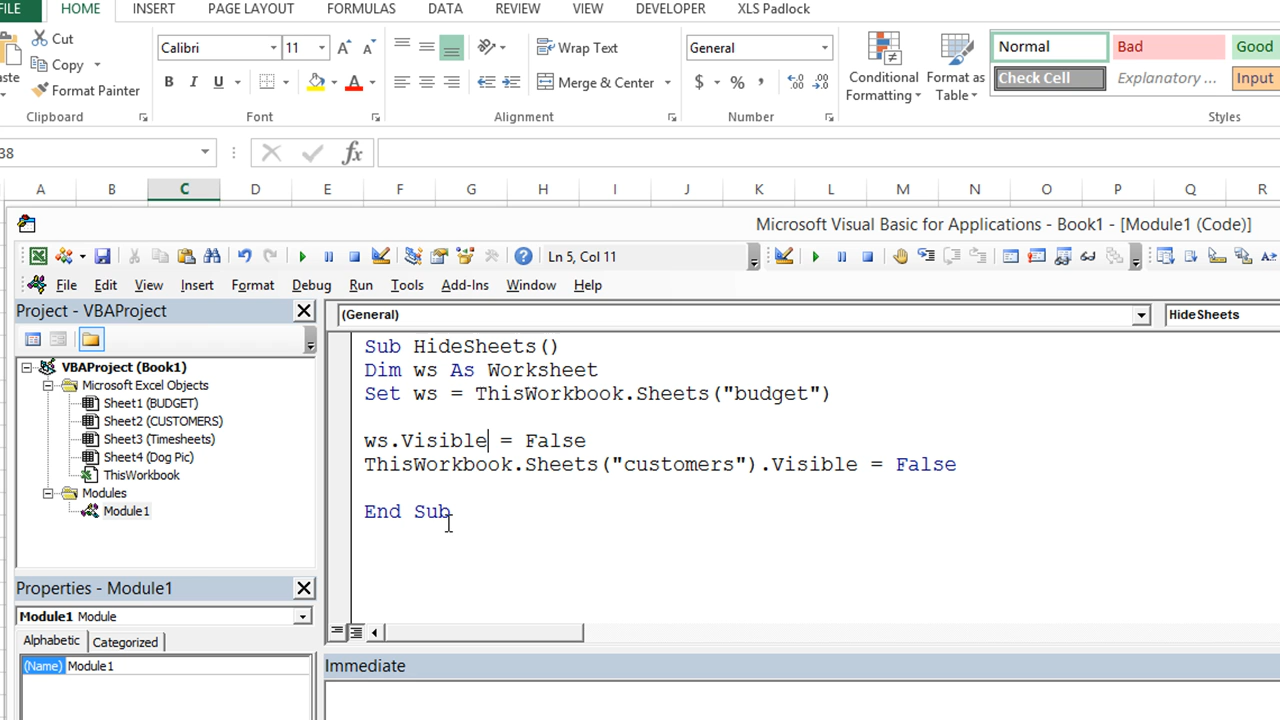 FILE HOME INSERT PAGE LAYOUT FORMULAS DATA REVIEW VIEW DEVELOPER XLS Padlock
Cut
Copy
Format Painter
Clipboard
Calibri 11
B I U A
Font
Wrap Text
Merge & Center
Alignment
General
$ % ,
Number
Conditional Formatting
Format as Table
Normal Bad Good
Check Cell Explanatory ... Input
Styles
38 fx
A B C D E F G H I J K L M N O P Q R
Microsoft Visual Basic for Applications - Book1 - [Module1 (Code)]
Ln 5, Col 11
File Edit View Insert Format Debug Run Tools Add-Ins Window Help
Project - VBAProject
VBAProject (Book1)
Microsoft Excel Objects
Sheet1 (BUDGET)
Sheet2 (CUSTOMERS)
Sheet3 (Timesheets)
Sheet4 (Dog Pic)
ThisWorkbook
Modules
Module1
Properties - Module1
Module1 Module
Alphabetic Categorized
(Name) Module1
(General) HideSheets
Sub HideSheets()
Dim ws As Worksheet
Set ws = ThisWorkbook.Sheets("budget")
ws.Visible = False
ThisWorkbook.Sheets("customers").Visible = False
End Sub
Immediate